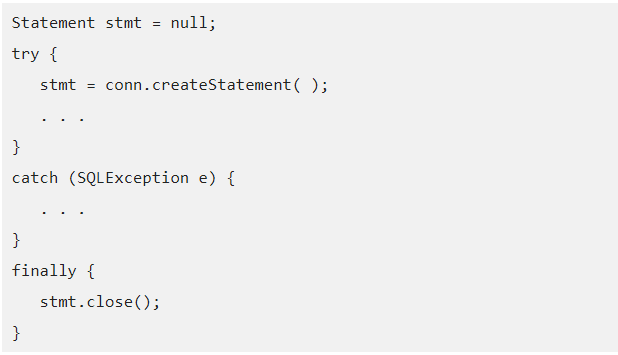 Statement stmt = null;
try {
   stmt = conn.createStatement( );
   . . .
}
catch (SQLException e) {
   . . .
}
finally {
   stmt.close();
}